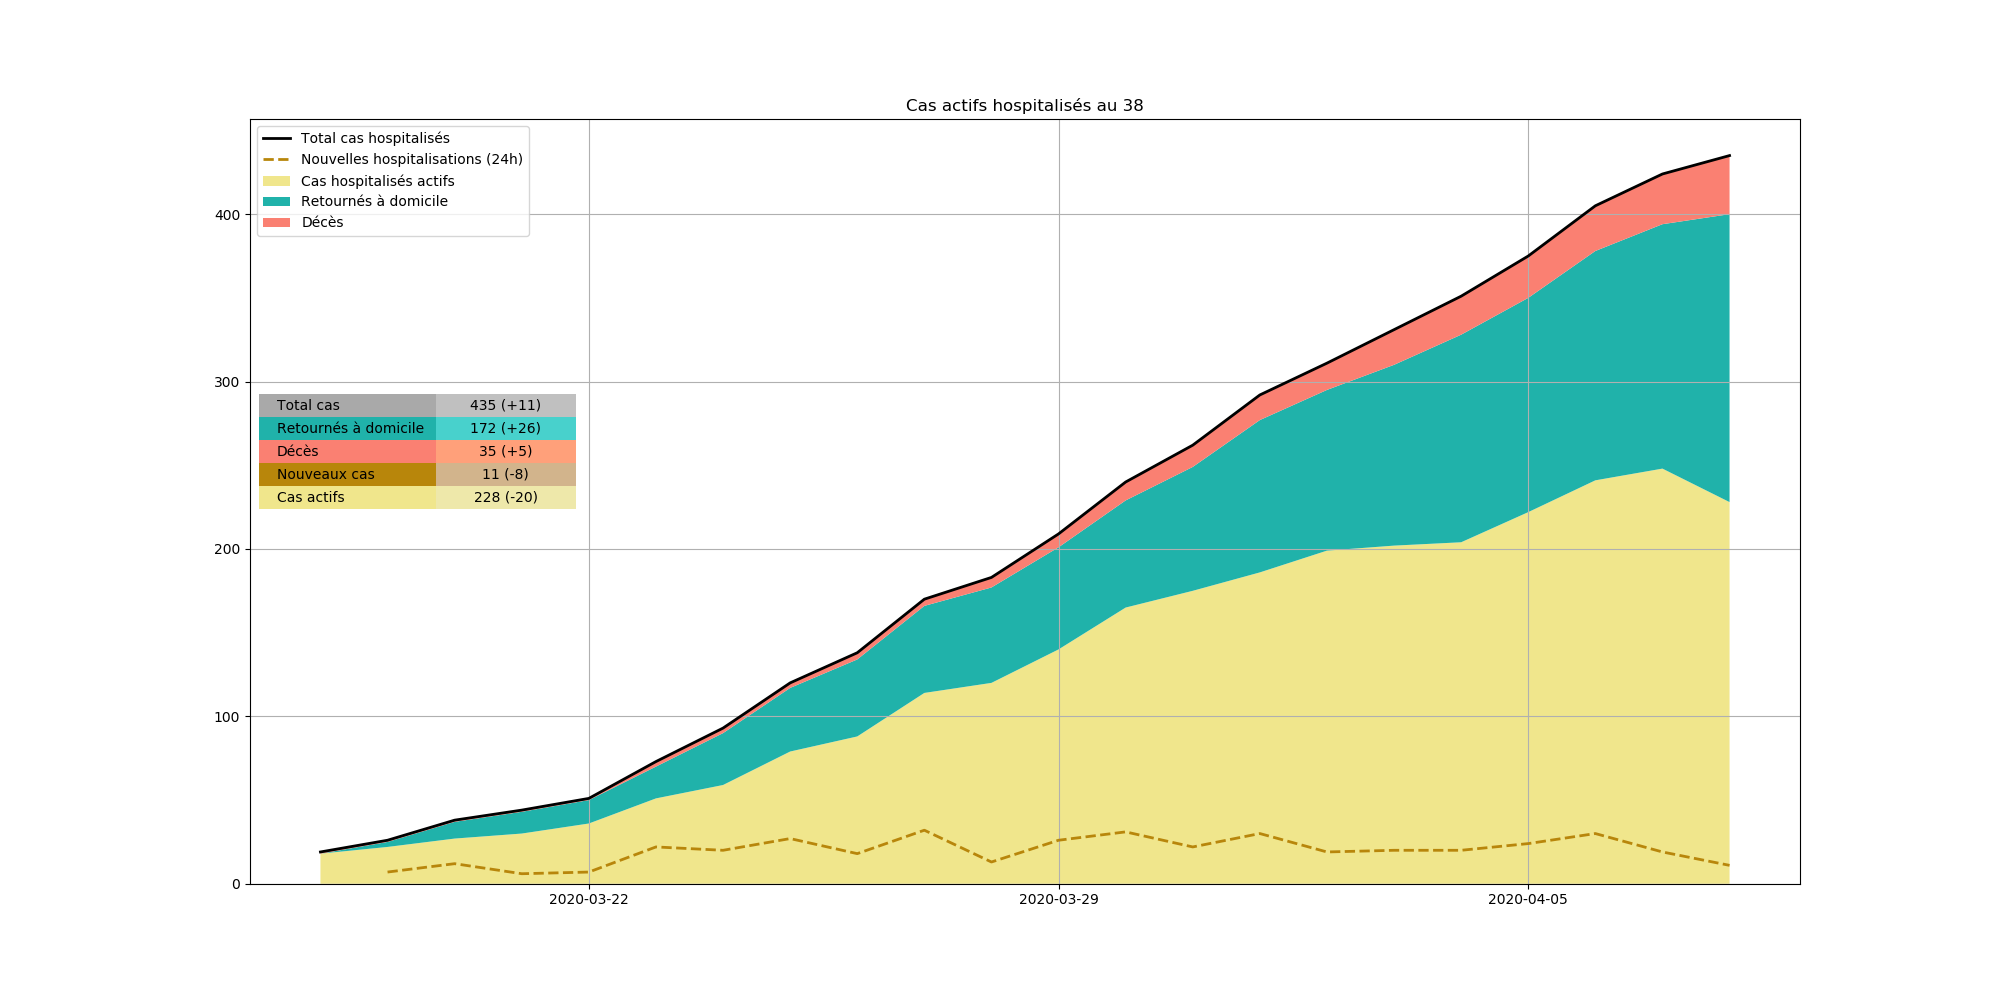 Cas actifs hospitalisés au 38
Total cas hospitalisés
Nouvelles hospitalisations (24h)
Cas hospitalisés actifs
Retournés à domicile
Décès
400
300
200
100
0
Total cas 435 (+11)
Retournés à domicile 172 (+26)
Décès 35 (+5)
Nouveaux cas 11 (-8)
Cas actifs 228 (-20)
2020-03-22 2020-03-29 2020-04-05